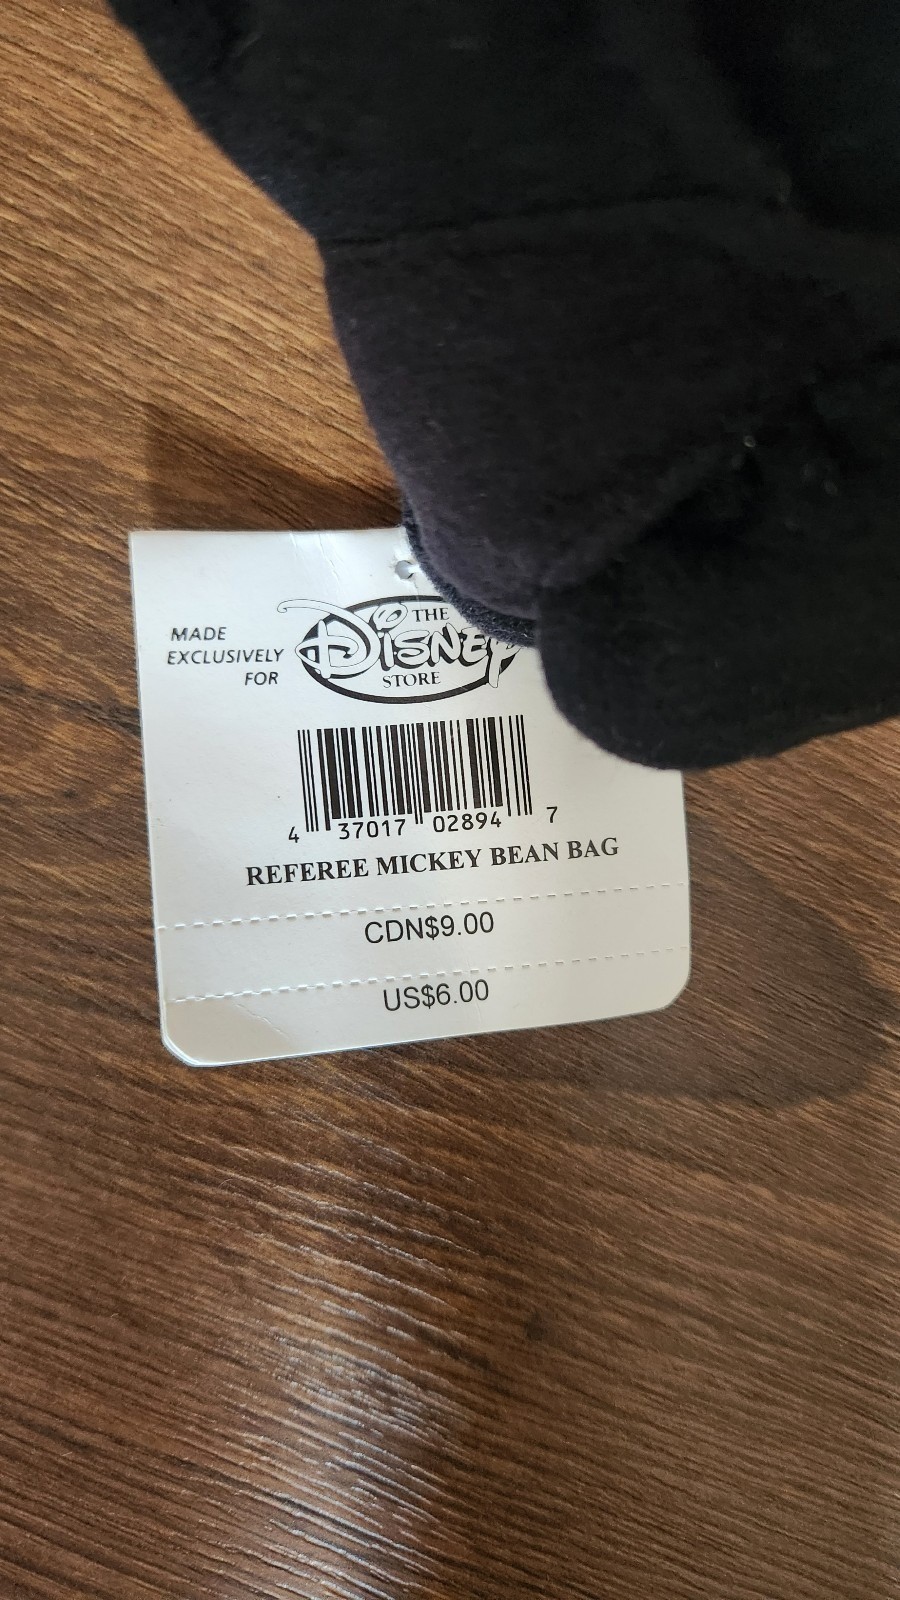 MADE
EXCLUSIVELY
FOR
THE
DISNEY
STORE
4 37017 02894 7
REFEREE MICKEY BEAN BAG
CDN$9.00
US$6.00